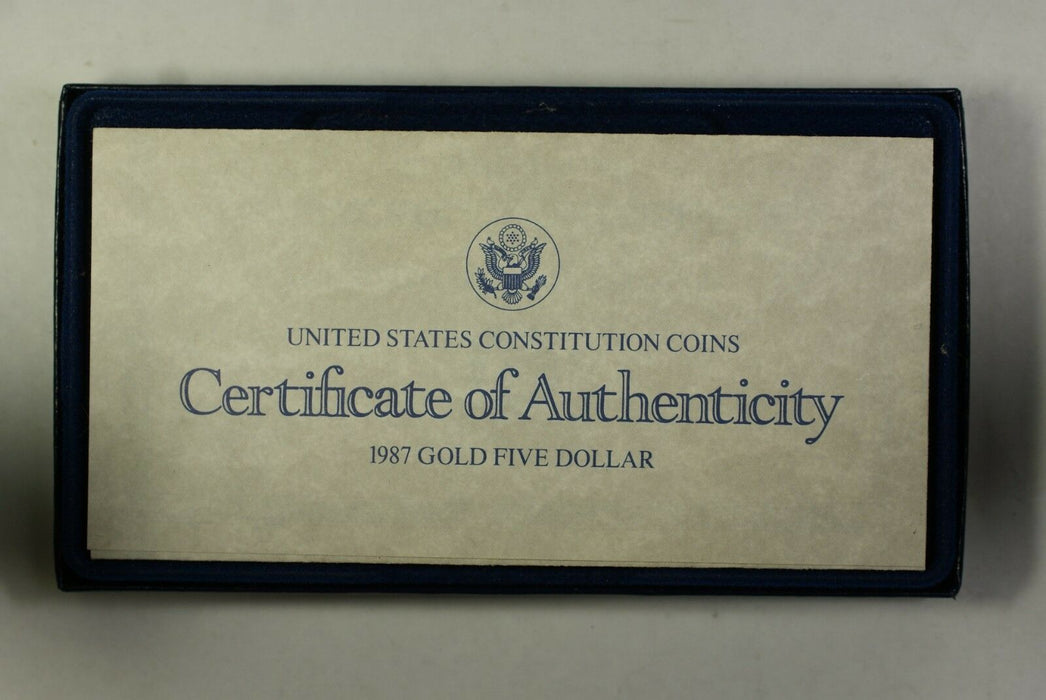 UNITED STATES CONSTITUTION COINS
Certificate of Authenticity
1987 GOLD FIVE DOLLAR